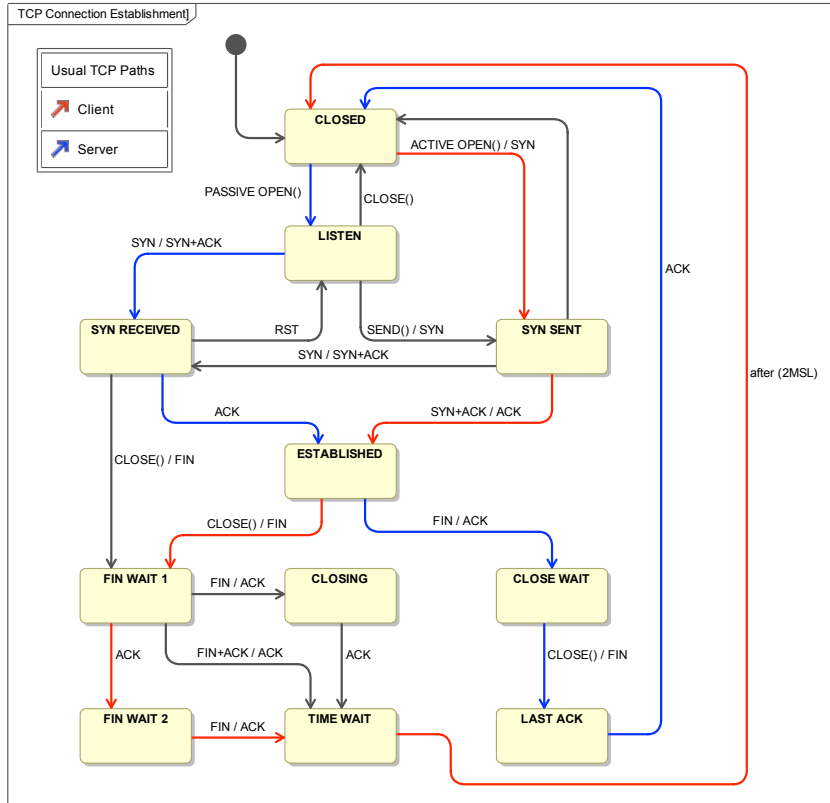 TCP Connection Establishment]
Usual TCP Paths
Client
Server
CLOSED
ACTIVE OPEN() / SYN
PASSIVE OPEN()
CLOSE()
LISTEN
SYN / SYN+ACK
ACK
SYN RECEIVED
RST
SEND() / SYN
SYN SENT
SYN / SYN+ACK
after (2MSL)
ACK
SYN+ACK / ACK
ESTABLISHED
CLOSE() / FIN
CLOSE() / FIN
FIN / ACK
FIN WAIT 1
FIN / ACK
CLOSING
CLOSE WAIT
ACK
FIN+ACK / ACK
ACK
CLOSE() / FIN
FIN WAIT 2
FIN / ACK
TIME WAIT
LAST ACK